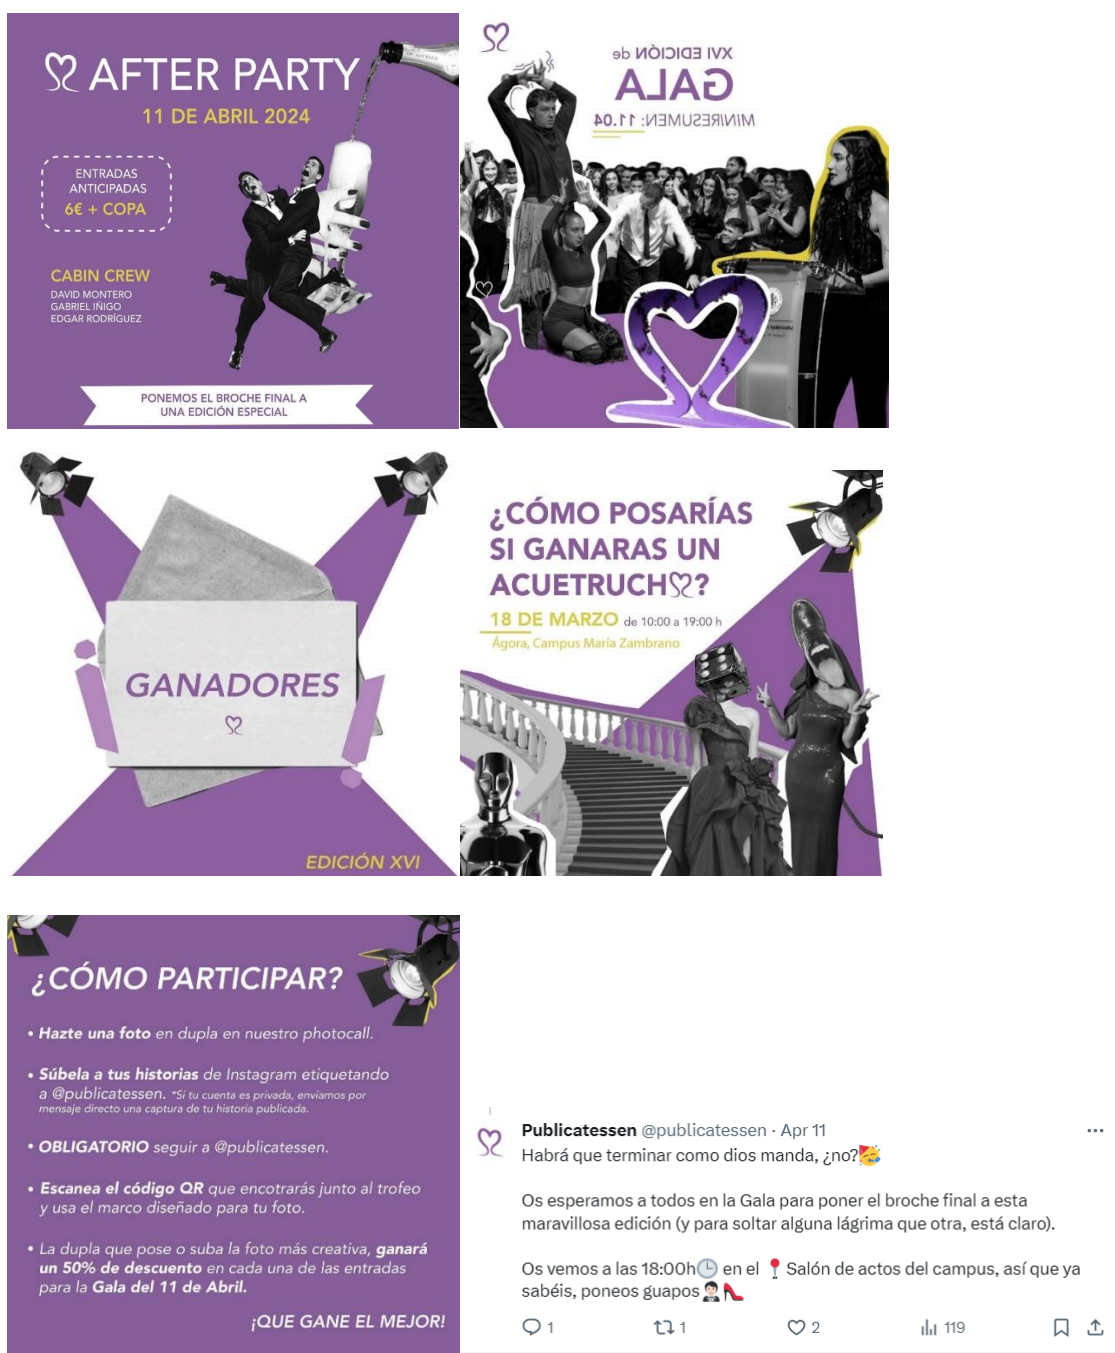 AFTER PARTY
11 DE ABRIL 2024
ENTRADAS
ANTICIPADAS
6€ + COPA
CABIN CREW
DAVID MONTERO
GABRIEL IÑIGO
EDGAR RODRÍGUEZ
PONEMOS EL BROCHE FINAL A
UNA EDICIÓN ESPECIAL
XVI EDICIÓN de
GALA
MINIRESUMEN: 11.04
GANADORES
EDICIÓN XVI
¿CÓMO POSARÍAS
SI GANARAS UN
ACUETRUCH?
18 DE MARZO de 10:00 a 19:00 h
Ágora, Campus María Zambrano
¿CÓMO PARTICIPAR?
• Hazte una foto en dupla en nuestro photocall.
• Súbela a tus historias de Instagram etiquetando
a @publicatessen. *Si tu cuenta es privada, envíamos por
mensaje directo una captura de tu historia publicada.
• OBLIGATORIO seguir a @publicatessen.
• Escanea el código QR que encotrarás junto al trofeo
y usa el marco diseñado para tu foto.
• La dupla que pose o suba la foto más creativa, ganará
un 50% de descuento en cada una de las entradas
para la Gala del 11 de Abril.
¡QUE GANE EL MEJOR!
Publicatessen @publicatessen · Apr 11
Habrá que terminar como dios manda, ¿no?🥳
Os esperamos a todos en la Gala para poner el broche final a esta
maravillosa edición (y para soltar alguna lágrima que otra, está claro).
Os vemos a las 18:00h🕒 en el 📍 Salón de actos del campus, así que ya
sabéis, poneos guapos🤵🏻👠
1 1 2 119